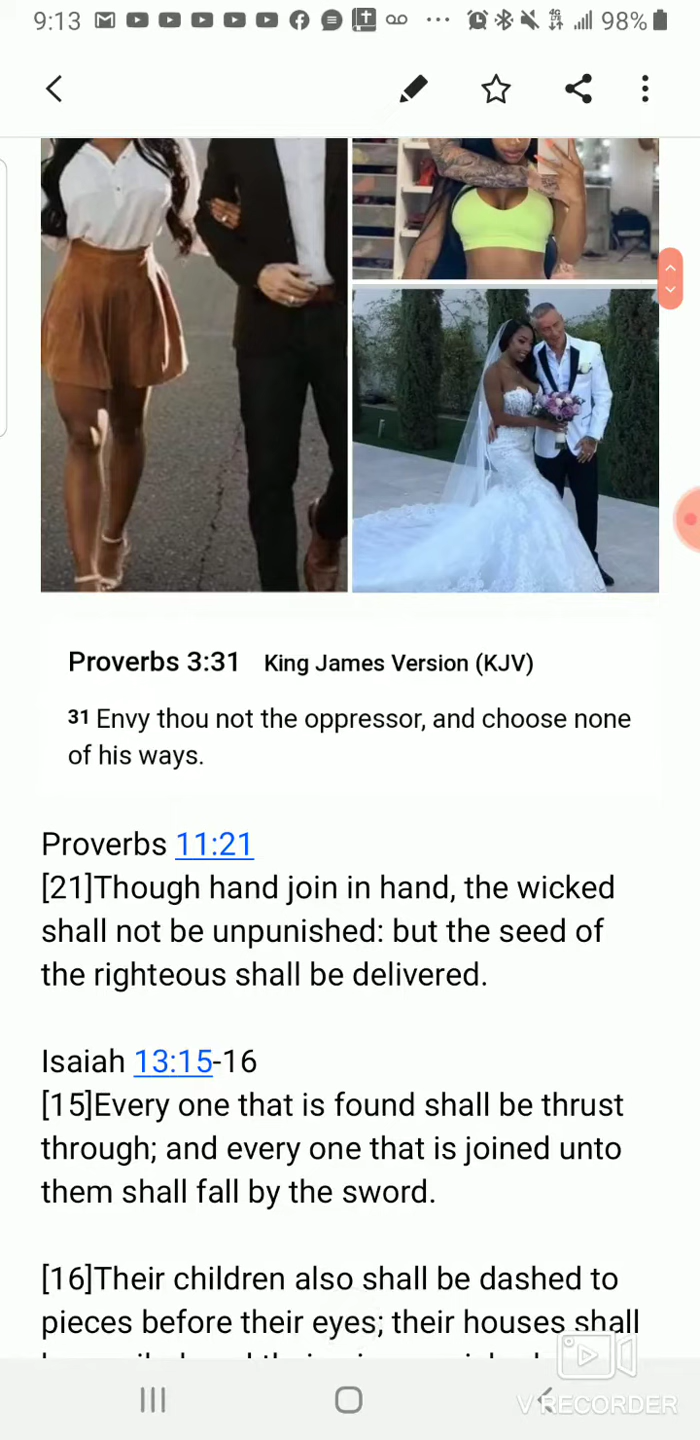 9:13 98%
Proverbs 3:31 King James Version (KJV)
31 Envy thou not the oppressor, and choose none
of his ways.
Proverbs 11:21
[21]Though hand join in hand, the wicked
shall not be unpunished: but the seed of
the righteous shall be delivered.
Isaiah 13:15-16
[15]Every one that is found shall be thrust
through; and every one that is joined unto
them shall fall by the sword.
[16]Their children also shall be dashed to
pieces before their eyes; their houses shall
V RECORDER